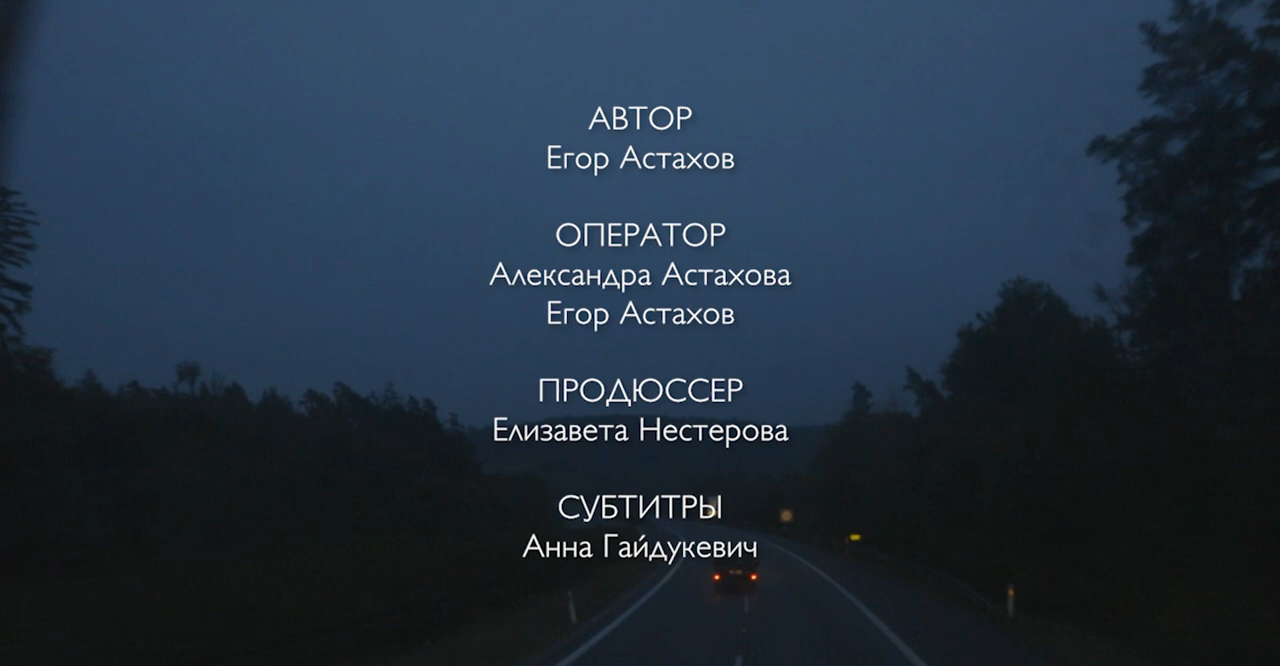 АВТОР
Егор Астахов
ОПЕРАТОР
Александра Астахова
Егор Астахов
ПРОДЮССЕР
Елизавета Нестерова
СУБТИТРЫ
Анна Гайдукевич